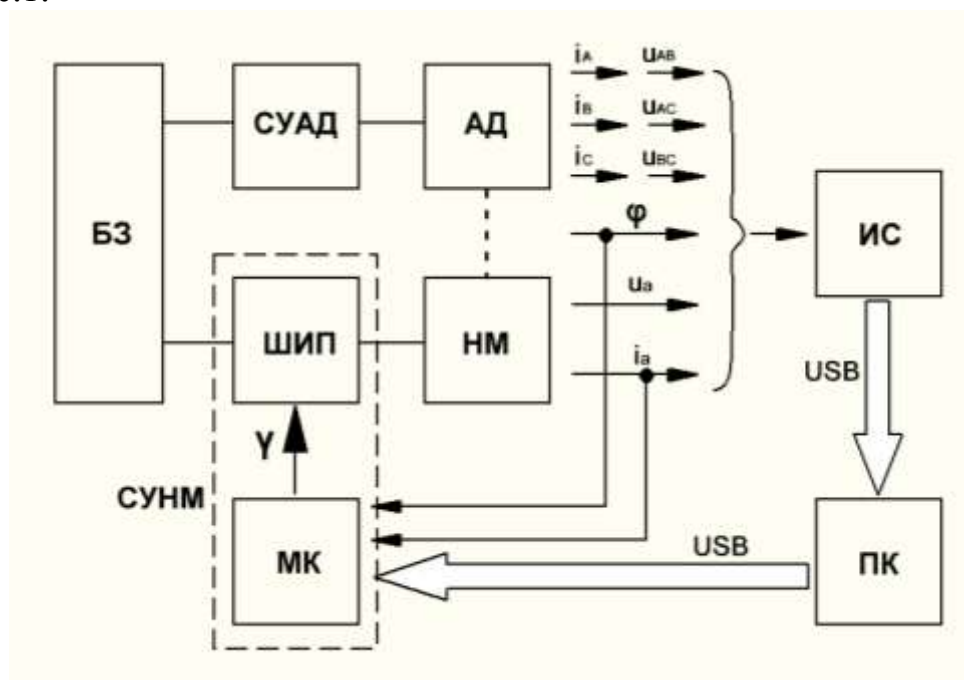 iA uAB
iB uAC
iC uBC
СУАД
АД
БЗ
φ
ИС
ua
ШИП
НМ
ia
USB
γ
СУНМ
МК
USB
ПК